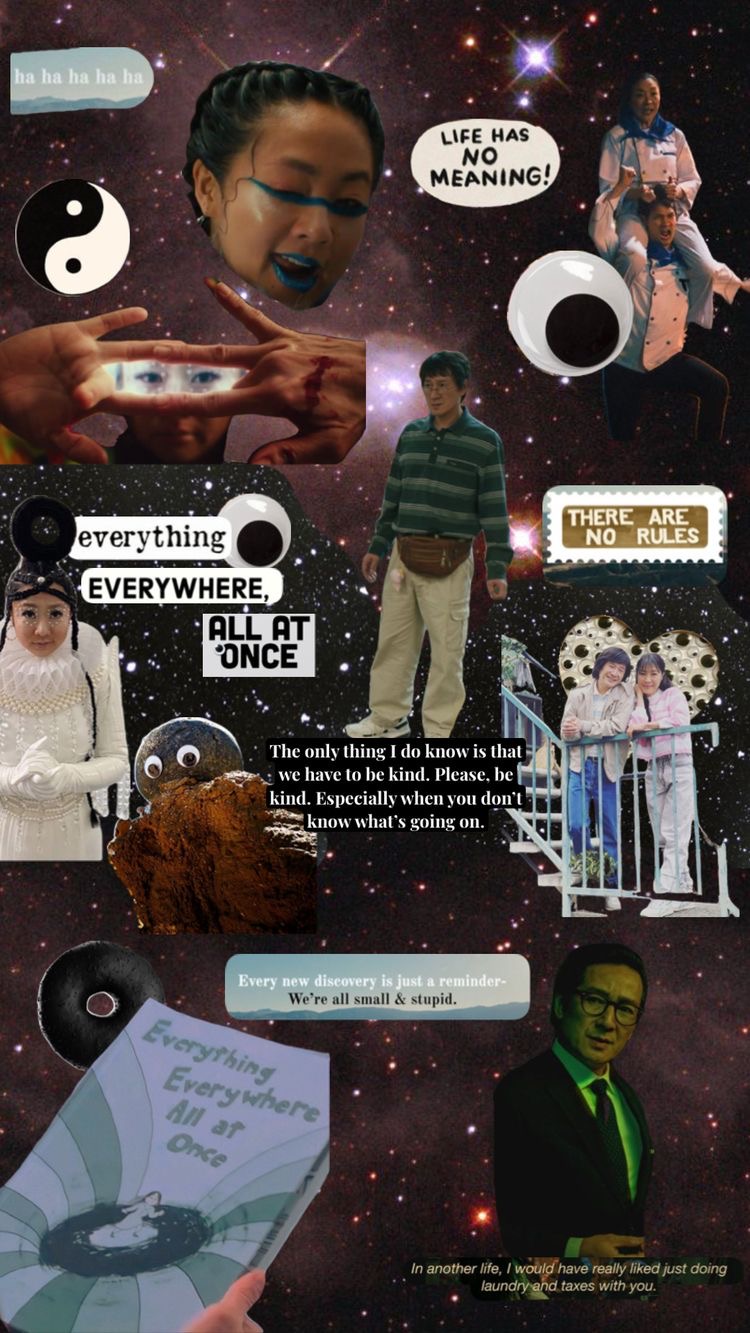 ha ha ha ha ha
LIFE HAS
NO
MEANING!
everything
EVERYWHERE,
ALL AT
ONCE
THERE ARE
NO RULES
The only thing I do know is that
we have to be kind. Please, be
kind. Especially when you don't
know what's going on.
Every new discovery is just a reminder-
We're all small & stupid.
Everything
Everywhere
All at
Once
In another life, I would have really liked just doing
laundry and taxes with you.